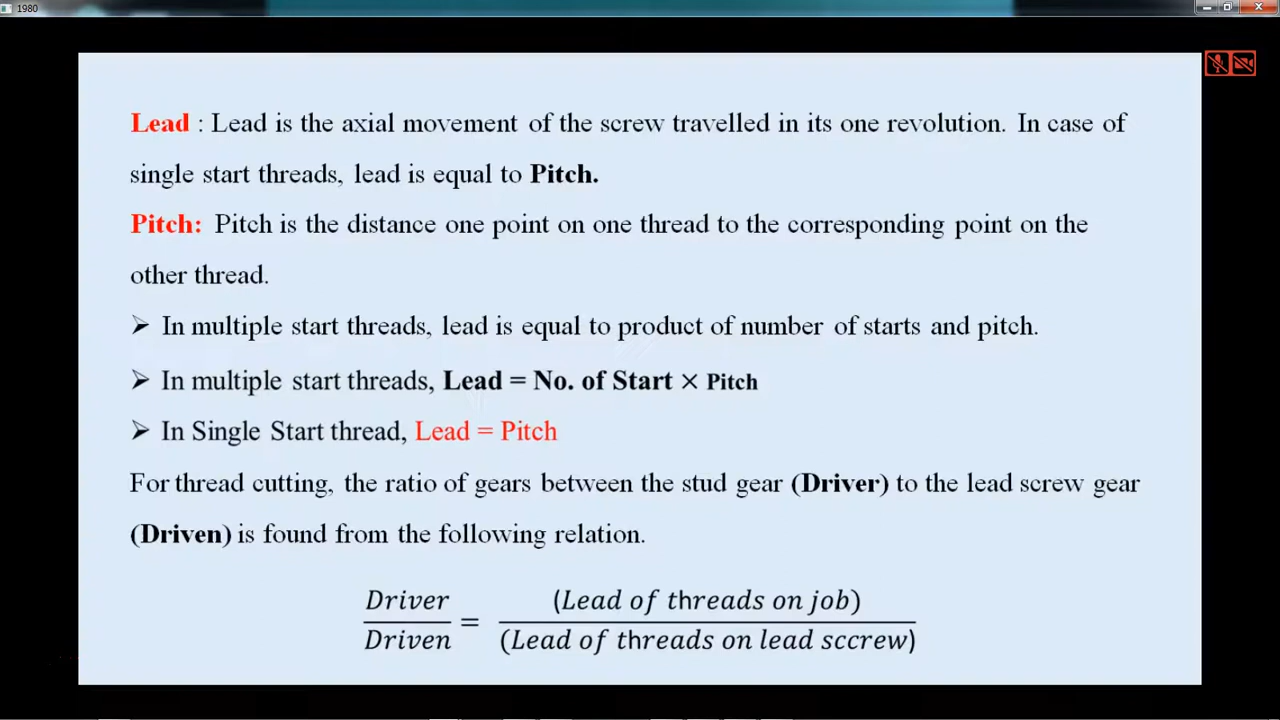 1980
Lead : Lead is the axial movement of the screw travelled in its one revolution. In case of
single start threads, lead is equal to Pitch.
Pitch: Pitch is the distance one point on one thread to the corresponding point on the
other thread.
➢ In multiple start threads, lead is equal to product of number of starts and pitch.
➢ In multiple start threads, Lead = No. of Start × Pitch
➢ In Single Start thread, Lead = Pitch
For thread cutting, the ratio of gears between the stud gear (Driver) to the lead screw gear
(Driven) is found from the following relation.
Driver / Driven = (Lead of threads on job) / (Lead of threads on lead sccrew)